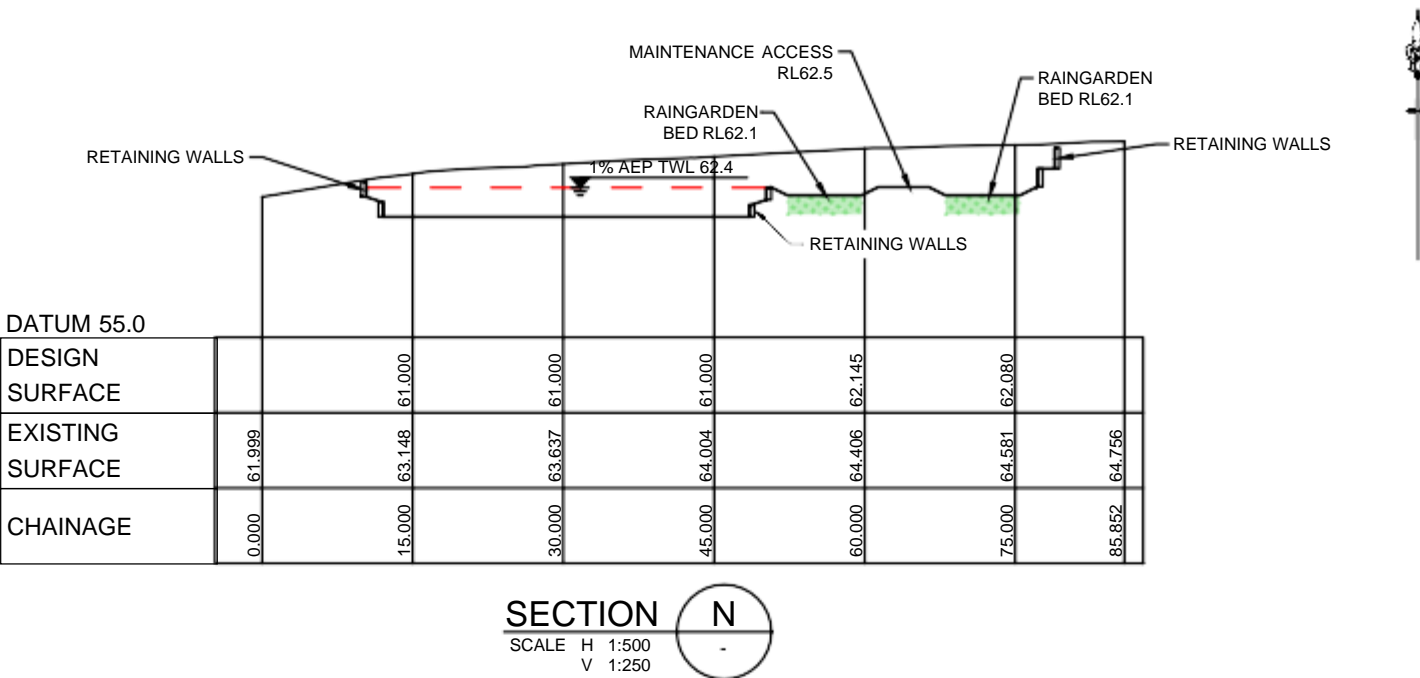 MAINTENANCE ACCESS
RL62.5
RAINGARDEN
BED RL62.1
RAINGARDEN
BED RL62.1
RETAINING WALLS
RETAINING WALLS
1% AEP TWL 62.4
RETAINING WALLS
DATUM 55.0
DESIGN
SURFACE
61.000
61.000
61.000
62.145
62.080
EXISTING
SURFACE
61.999
63.148
63.637
64.004
64.406
64.581
64.756
CHAINAGE
0.000
15.000
30.000
45.000
60.000
75.000
85.852
SECTION N
SCALE H 1:500
V 1:250
-